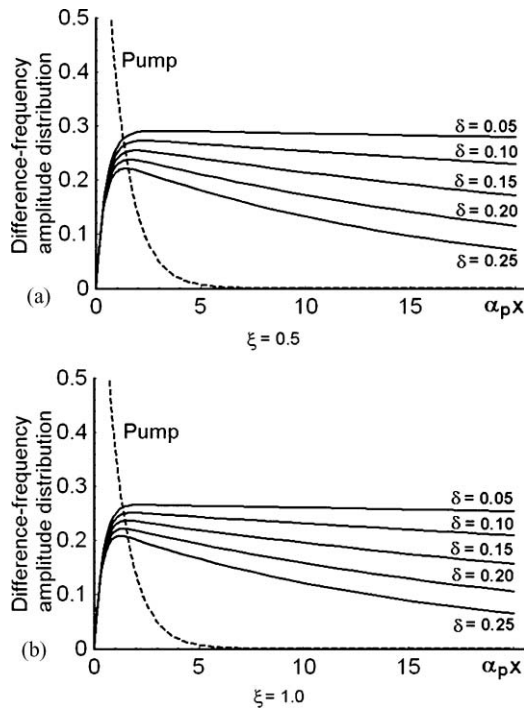 0.5
Pump
0.4
0.3
δ = 0.05
δ = 0.10
0.2
δ = 0.15
δ = 0.20
0.1
δ = 0.25
0
Difference-frequency
amplitude distribution
(a)
0 5 10 15 αpx
ξ = 0.5
0.5
Pump
0.4
0.3
δ = 0.05
δ = 0.10
0.2
δ = 0.15
δ = 0.20
0.1
δ = 0.25
0
Difference-frequency
amplitude distribution
(b)
0 5 10 15 αpx
ξ = 1.0